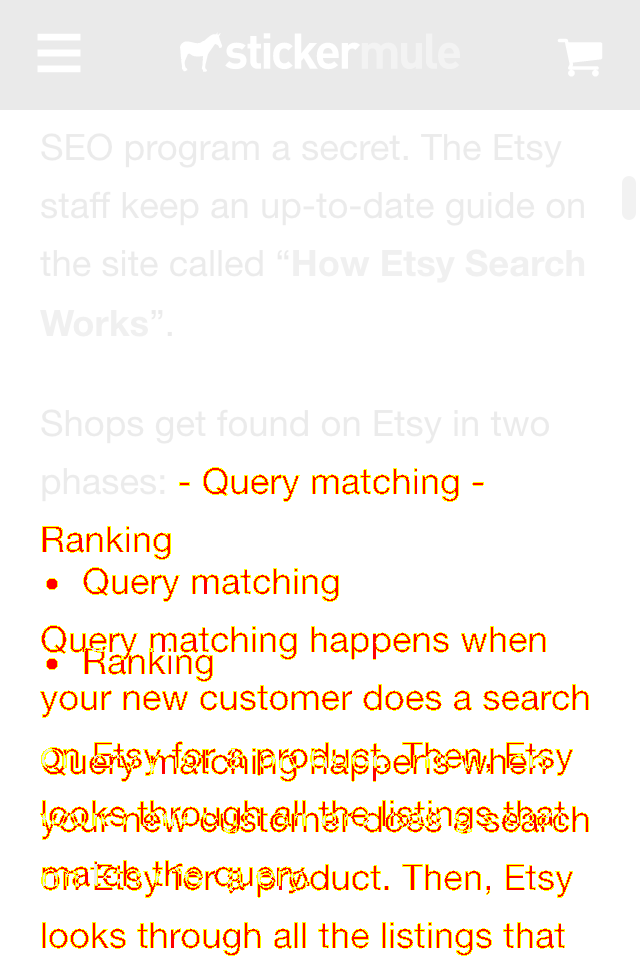 stickermule
SEO program a secret. The Etsy
staff keep an up-to-date guide on
the site called “How Etsy Search
Works”.
Shops get found on Etsy in two
phases: - Query matching -
Ranking
• Query matching
Query matching happens when
• Ranking
your new customer does a search
on Etsy for a product. Then, Etsy
Query matching happens when
looks through all the listings that
your new customer does a search
match the query.
on Etsy for a product. Then, Etsy
looks through all the listings that